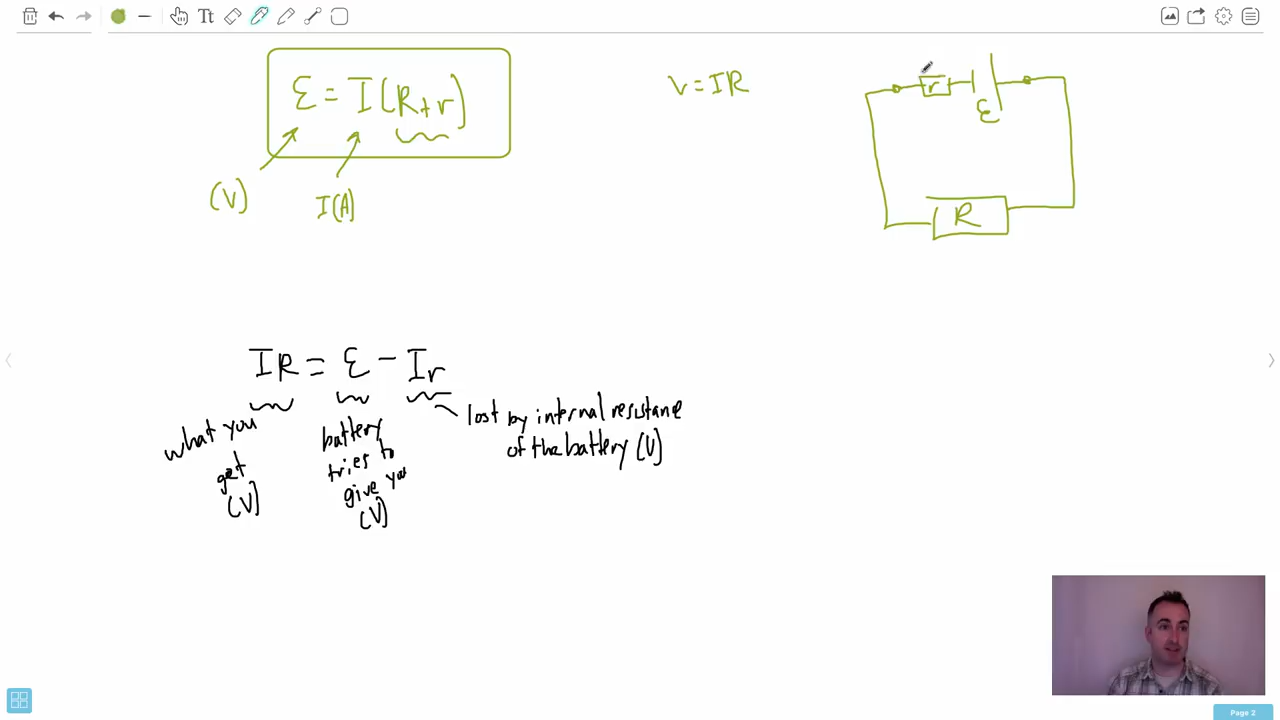 Tt
ε = I(R+r)
V = IR
r
ε
(V)
I(A)
R
IR = ε - Ir
what you
get
(V)
battery
tries to
give you
(V)
lost by internal resistance
of the battery (V)
Page 2